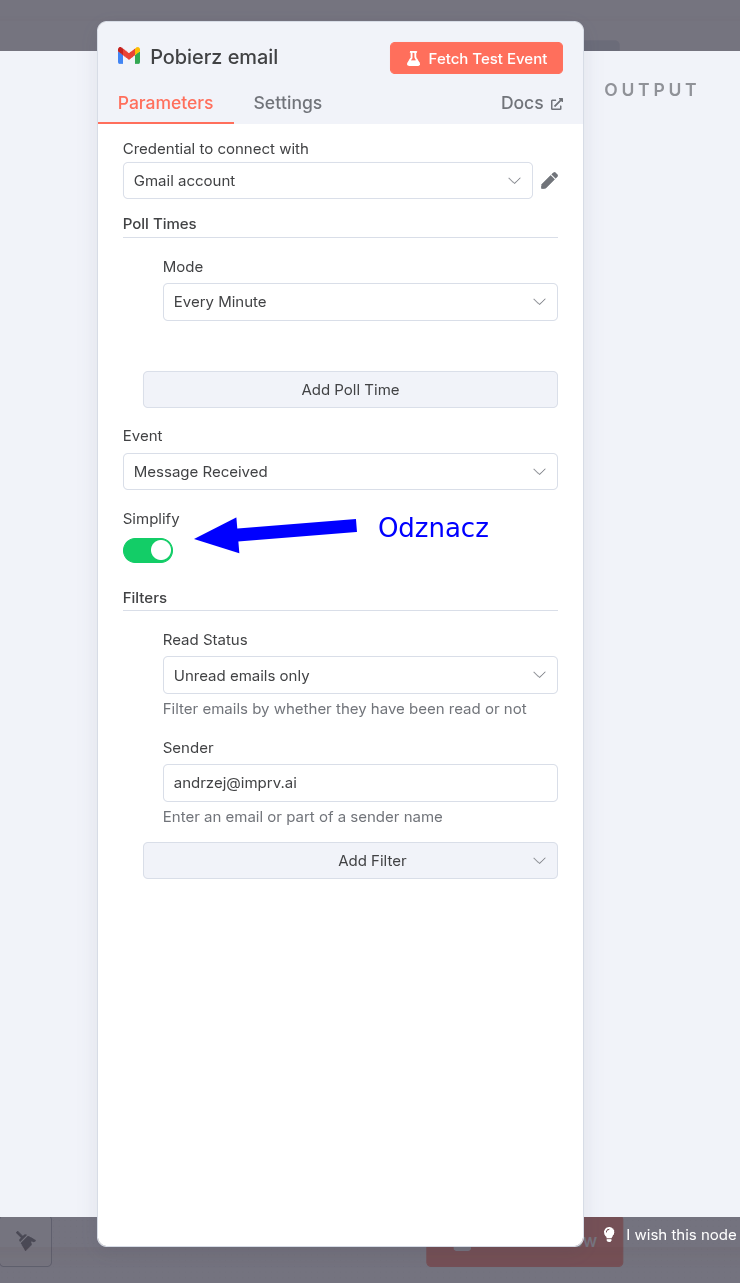 Pobierz email
Fetch Test Event
OUTPUT
Parameters
Settings
Docs
Credential to connect with
Gmail account
Poll Times
Mode
Every Minute
Add Poll Time
Event
Message Received
Simplify
Odznacz
Filters
Read Status
Unread emails only
Filter emails by whether they have been read or not
Sender
andrzej@imprv.ai
Enter an email or part of a sender name
Add Filter
I wish this node